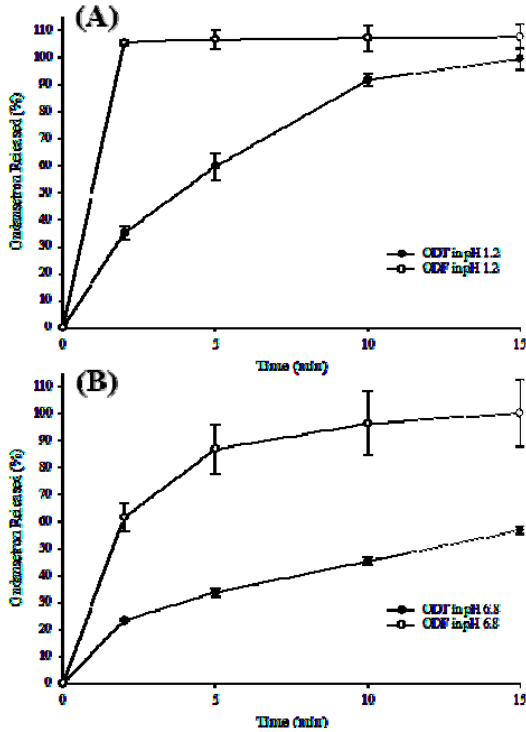 (A)
110
100
90
80
70
60
50
40
30
20
10
0
Ondansetron Released (%)
ODT in pH 1.2
ODF in pH 1.2
0 5 10 15
Time (min)
(B)
110
100
90
80
70
60
50
40
30
20
10
0
Ondansetron Released (%)
ODT in pH 6.8
ODF in pH 6.8
0 5 10 15
Time (min)